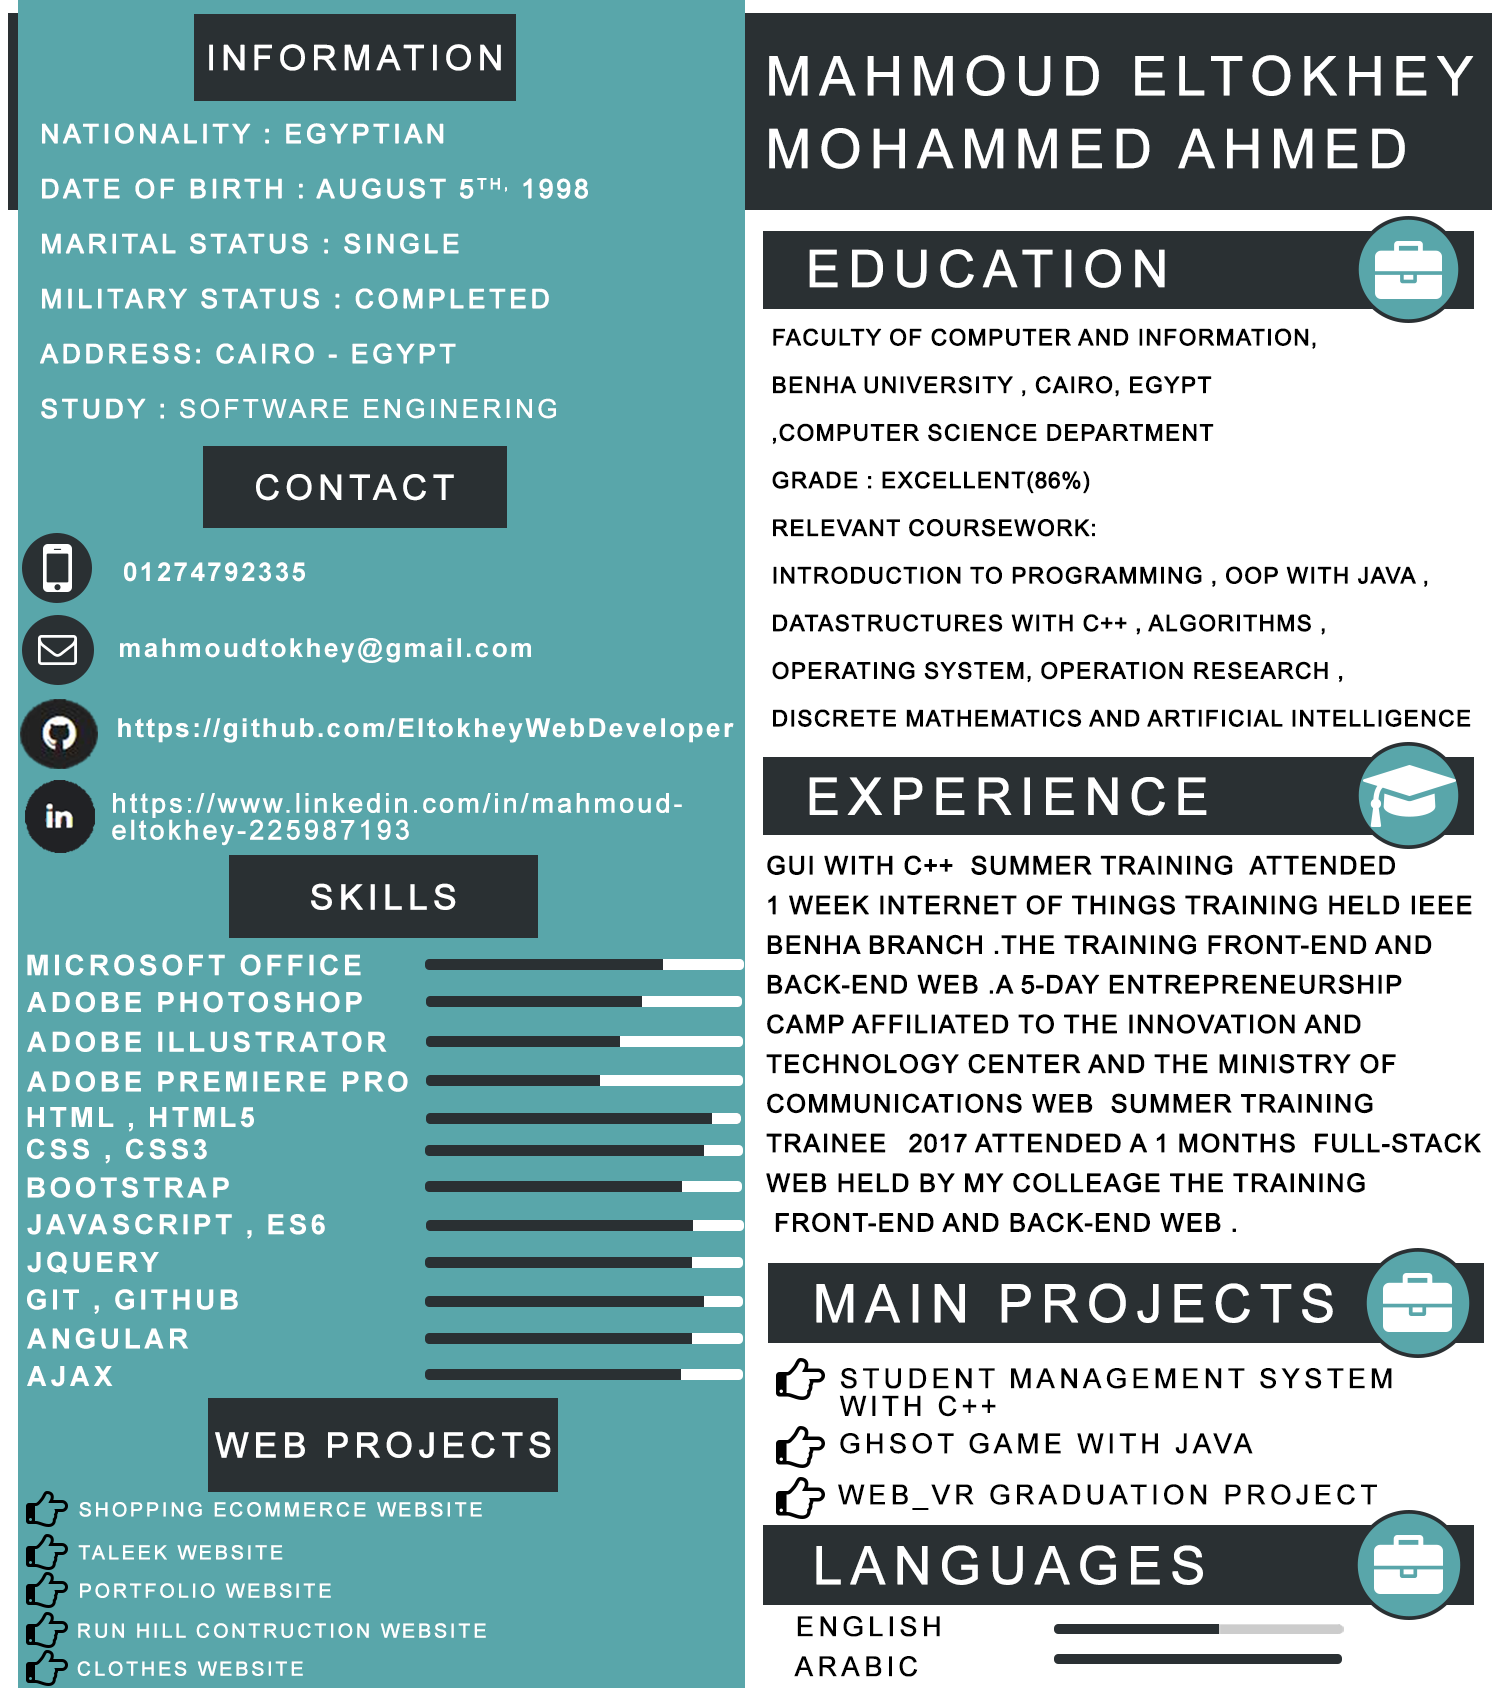 INFORMATION
NATIONALITY : EGYPTIAN
DATE OF BIRTH : AUGUST 5TH, 1998
MARITAL STATUS : SINGLE
MILITARY STATUS : COMPLETED
ADDRESS: CAIRO - EGYPT
STUDY : SOFTWARE ENGINERING
CONTACT
01274792335
mahmoudtokhey@gmail.com
https://github.com/EltokheyWebDeveloper
in
https://www.linkedin.com/in/mahmoud-
eltokhey-225987193
SKILLS
MICROSOFT OFFICE
ADOBE PHOTOSHOP
ADOBE ILLUSTRATOR
ADOBE PREMIERE PRO
HTML , HTML5
CSS , CSS3
BOOTSTRAP
JAVASCRIPT , ES6
JQUERY
GIT , GITHUB
ANGULAR
AJAX
WEB PROJECTS
SHOPPING ECOMMERCE WEBSITE
TALEEK WEBSITE
PORTFOLIO WEBSITE
RUN HILL CONTRUCTION WEBSITE
CLOTHES WEBSITE
MAHMOUD ELTOKHEY
MOHAMMED AHMED
EDUCATION
FACULTY OF COMPUTER AND INFORMATION,
BENHA UNIVERSITY , CAIRO, EGYPT
,COMPUTER SCIENCE DEPARTMENT
GRADE : EXCELLENT(86%)
RELEVANT COURSEWORK:
INTRODUCTION TO PROGRAMMING , OOP WITH JAVA ,
DATASTRUCTURES WITH C++ , ALGORITHMS ,
OPERATING SYSTEM, OPERATION RESEARCH ,
DISCRETE MATHEMATICS AND ARTIFICIAL INTELLIGENCE
EXPERIENCE
GUI WITH C++ SUMMER TRAINING ATTENDED
1 WEEK INTERNET OF THINGS TRAINING HELD IEEE
BENHA BRANCH .THE TRAINING FRONT-END AND
BACK-END WEB .A 5-DAY ENTREPRENEURSHIP
CAMP AFFILIATED TO THE INNOVATION AND
TECHNOLOGY CENTER AND THE MINISTRY OF
COMMUNICATIONS WEB SUMMER TRAINING
TRAINEE 2017 ATTENDED A 1 MONTHS FULL-STACK
WEB HELD BY MY COLLEAGE THE TRAINING
FRONT-END AND BACK-END WEB .
MAIN PROJECTS
STUDENT MANAGEMENT SYSTEM
WITH C++
GHSOT GAME WITH JAVA
WEB_VR GRADUATION PROJECT
LANGUAGES
ENGLISH
ARABIC